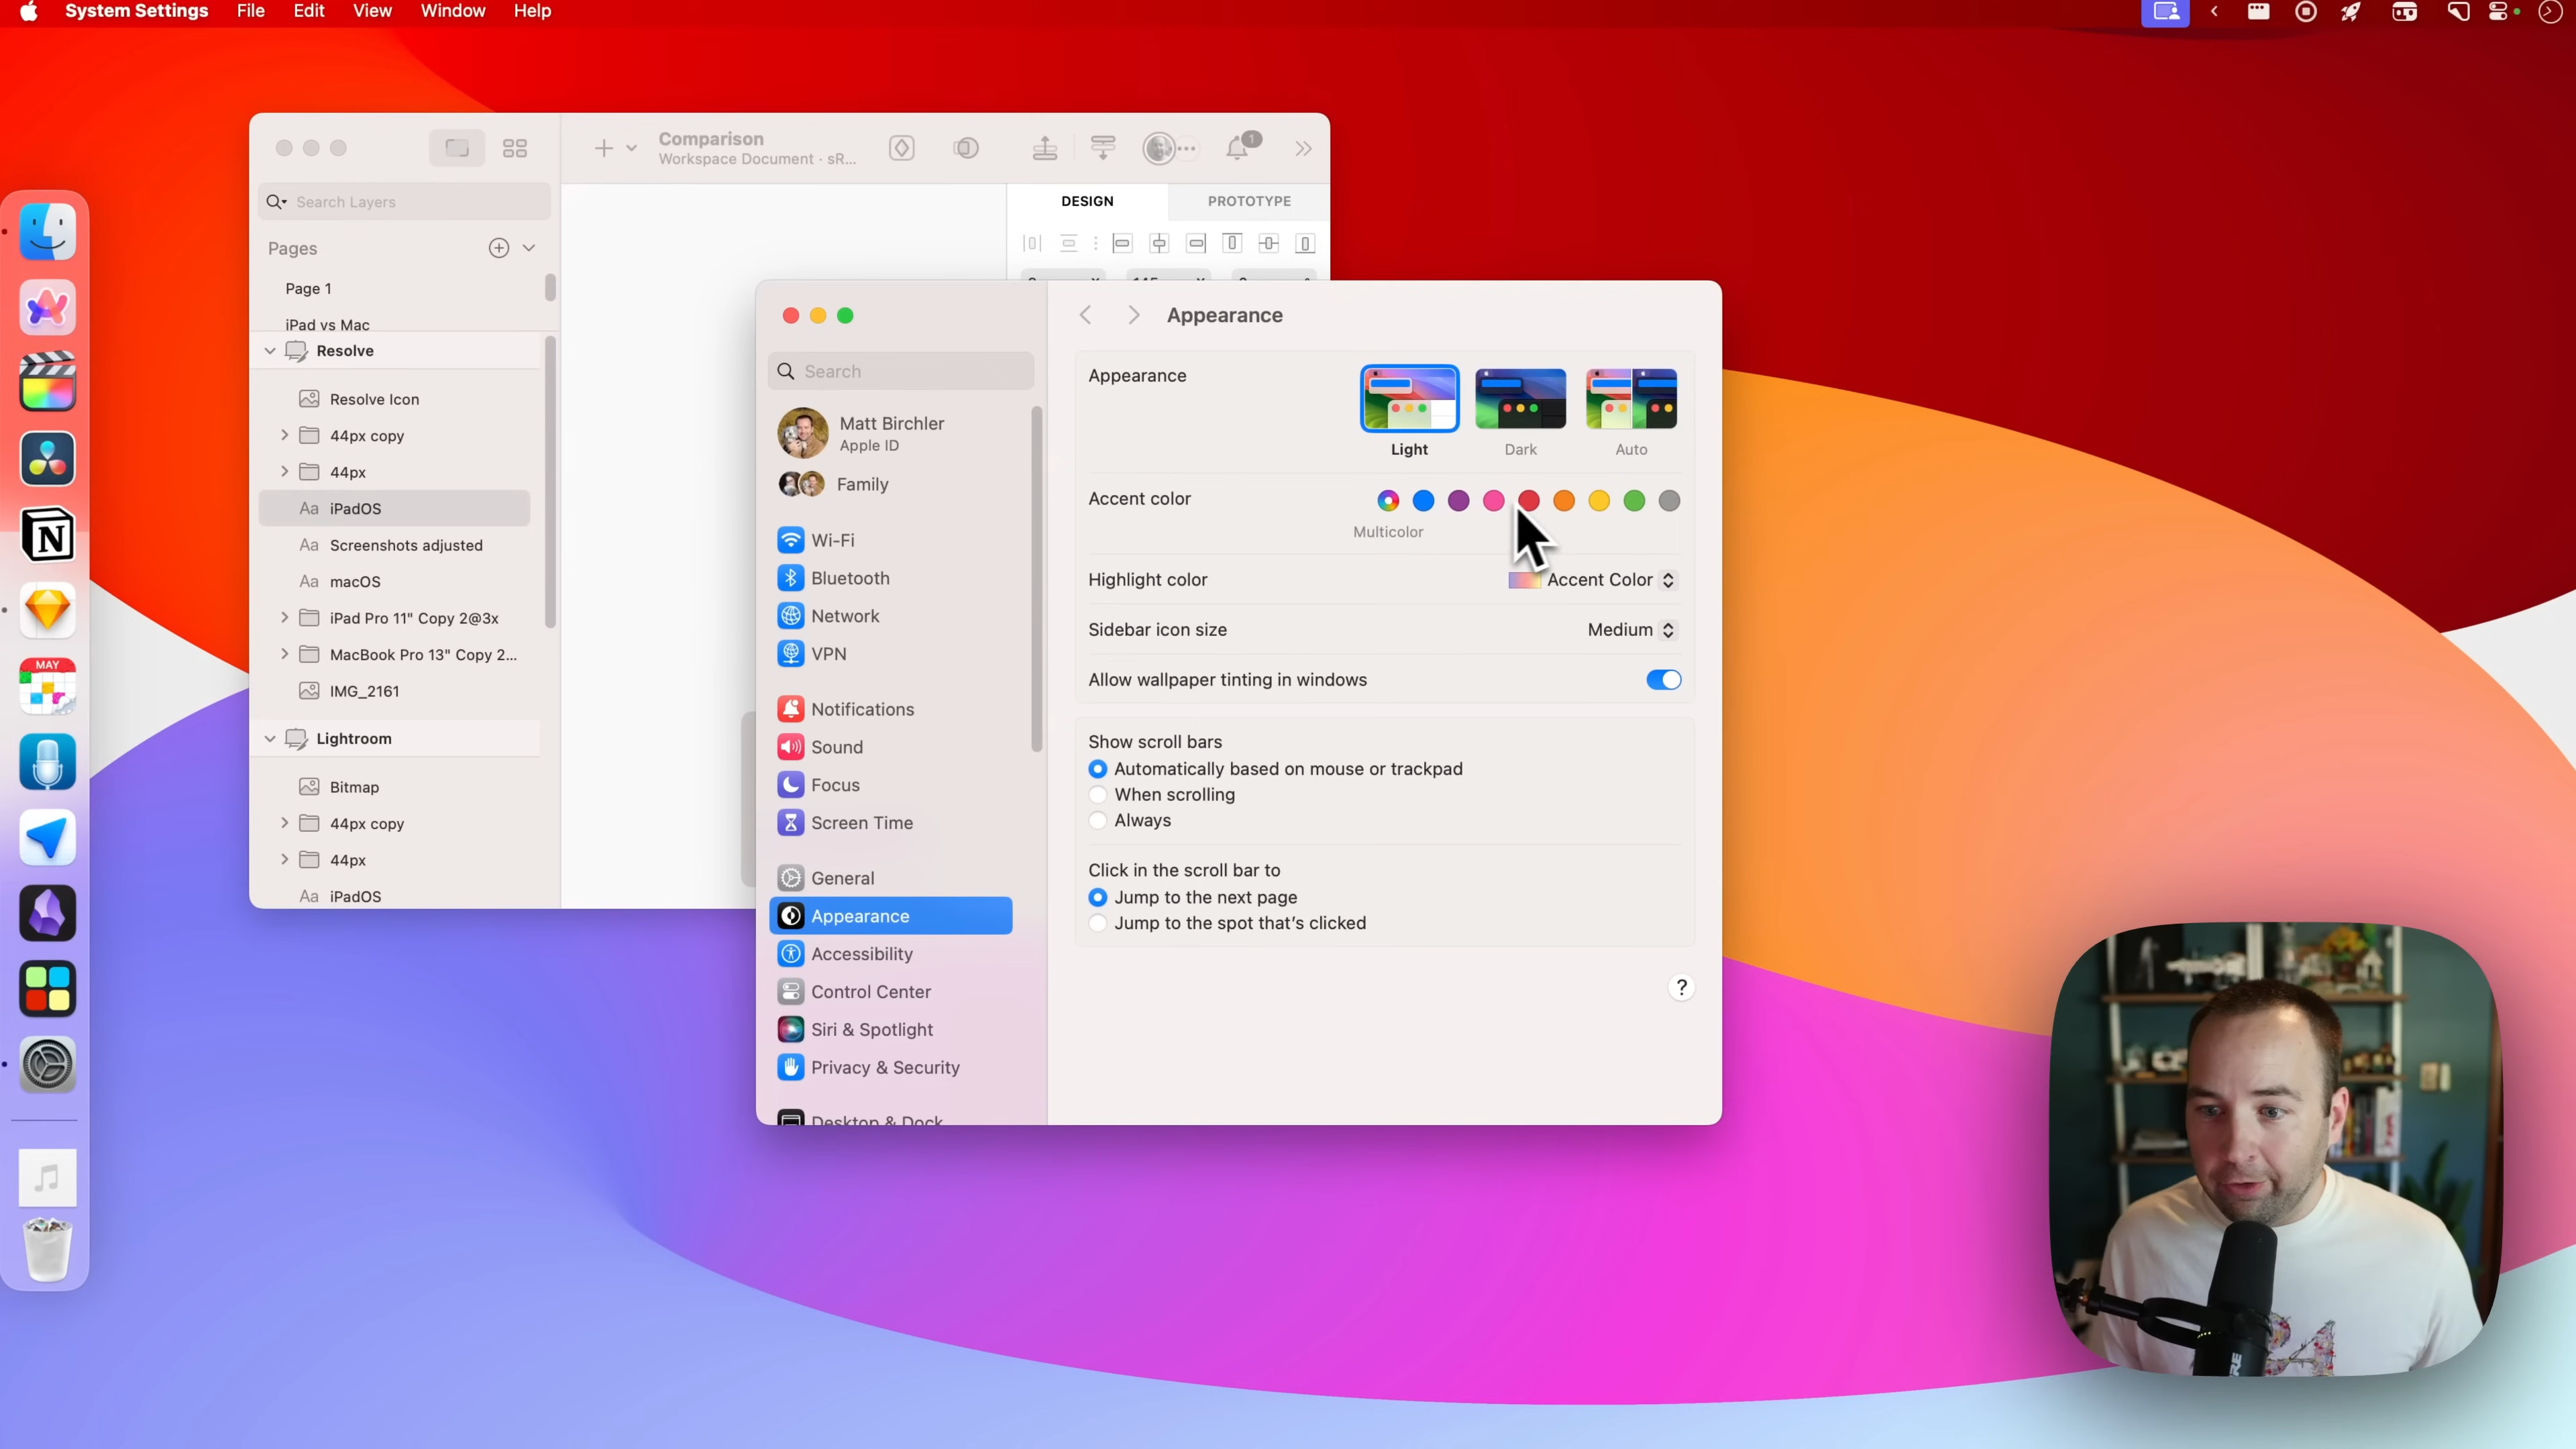 System Settings File Edit View Window Help
Comparison
Workspace Document · sR...
1
Search Layers
DESIGN
PROTOTYPE
Pages
Page 1
iPad vs Mac
Resolve
Resolve Icon
44px copy
44px
Aa iPadOS
Aa Screenshots adjusted
Aa macOS
iPad Pro 11" Copy 2@3x
MacBook Pro 13" Copy 2...
IMG_2161
Lightroom
Bitmap
44px copy
44px
Aa iPadOS
N
MAY
Search
Matt Birchler
Apple ID
Family
Wi-Fi
Bluetooth
Network
VPN
Notifications
Sound
Focus
Screen Time
General
Appearance
Accessibility
Control Center
Siri & Spotlight
Privacy & Security
Desktop & Dock
Appearance
Appearance
Light
Dark
Auto
Accent color
Multicolor
Highlight color
Accent Color
Sidebar icon size
Medium
Allow wallpaper tinting in windows
Show scroll bars
Automatically based on mouse or trackpad
When scrolling
Always
Click in the scroll bar to
Jump to the next page
Jump to the spot that's clicked
?